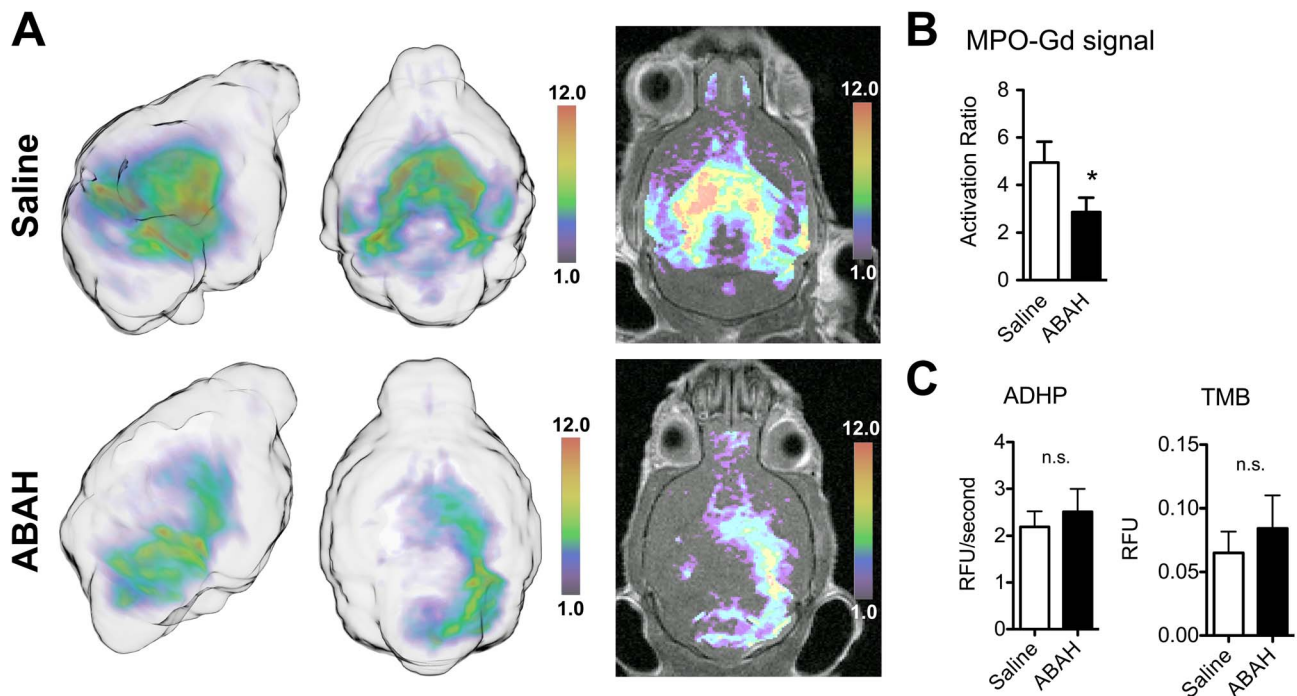 A
Saline
12.0
1.0
12.0
1.0
ABAH
12.0
1.0
12.0
1.0
B
MPO-Gd signal
Activation Ratio
8
6
4
2
0
*
Saline
ABAH
C
ADHP
RFU/second
4
3
2
1
0
n.s.
Saline
ABAH
TMB
RFU
0.15
0.10
0.05
0.00
n.s.
Saline
ABAH